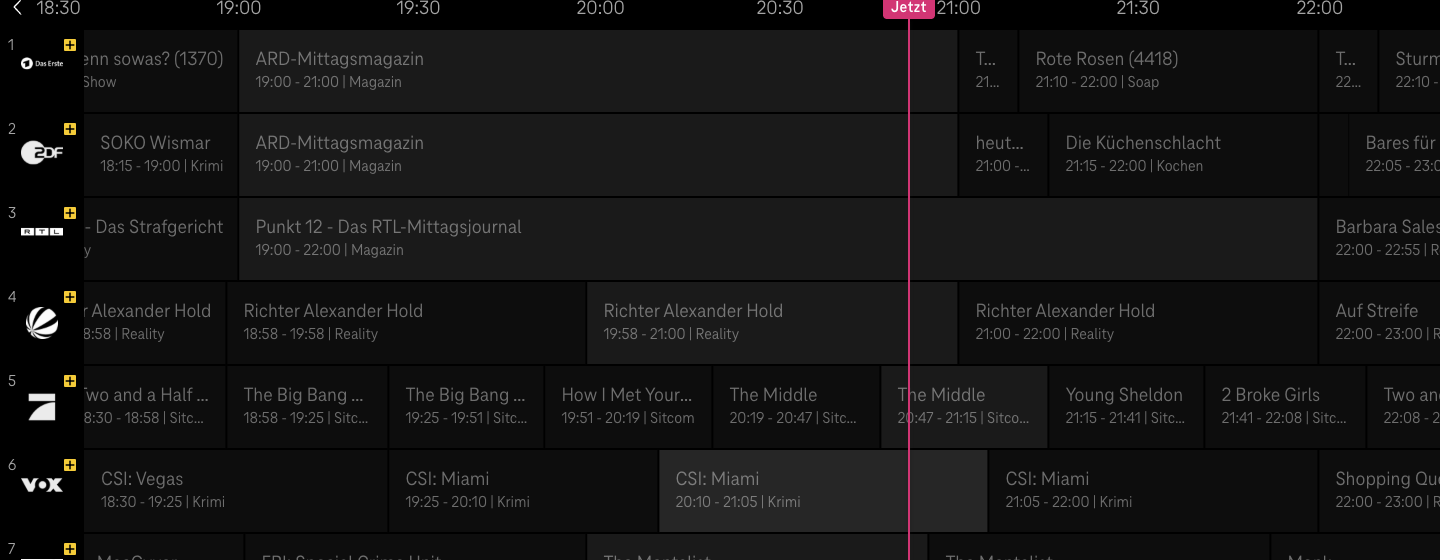 18:30 19:00 19:30 20:00 20:30 Jetzt 21:00 21:30 22:00
1
Das Erste
enn sowas? (1370)
Show
ARD-Mittagsmagazin
19:00 - 21:00 | Magazin
T...
21...
Rote Rosen (4418)
21:10 - 22:00 | Soap
T...
22...
Sturm
22:10 -
2
ZDF
SOKO Wismar
18:15 - 19:00 | Krimi
ARD-Mittagsmagazin
19:00 - 21:00 | Magazin
heut...
21:00 -...
Die Küchenschlacht
21:15 - 22:00 | Kochen
Bares für
22:05 - 23:0
3
RTL
- Das Strafgericht
y
Punkt 12 - Das RTL-Mittagsjournal
19:00 - 22:00 | Magazin
Barbara Sales
22:00 - 22:55 | R
4
r Alexander Hold
8:58 | Reality
Richter Alexander Hold
18:58 - 19:58 | Reality
Richter Alexander Hold
19:58 - 21:00 | Reality
Richter Alexander Hold
21:00 - 22:00 | Reality
Auf Streife
22:00 - 23:00 | R
5
Two and a Half ...
8:30 - 18:58 | Sitc...
The Big Bang ...
18:58 - 19:25 | Sitc...
The Big Bang ...
19:25 - 19:51 | Sitc...
How I Met Your...
19:51 - 20:19 | Sitcom
The Middle
20:19 - 20:47 | Sitc...
The Middle
20:47 - 21:15 | Sitco...
Young Sheldon
21:15 - 21:41 | Sitc...
2 Broke Girls
21:41 - 22:08 | Sitc...
Two and
22:08 - 2
6
VOX
CSI: Vegas
18:30 - 19:25 | Krimi
CSI: Miami
19:25 - 20:10 | Krimi
CSI: Miami
20:10 - 21:05 | Krimi
CSI: Miami
21:05 - 22:00 | Krimi
Shopping Que
22:00 - 23:00 | R
7